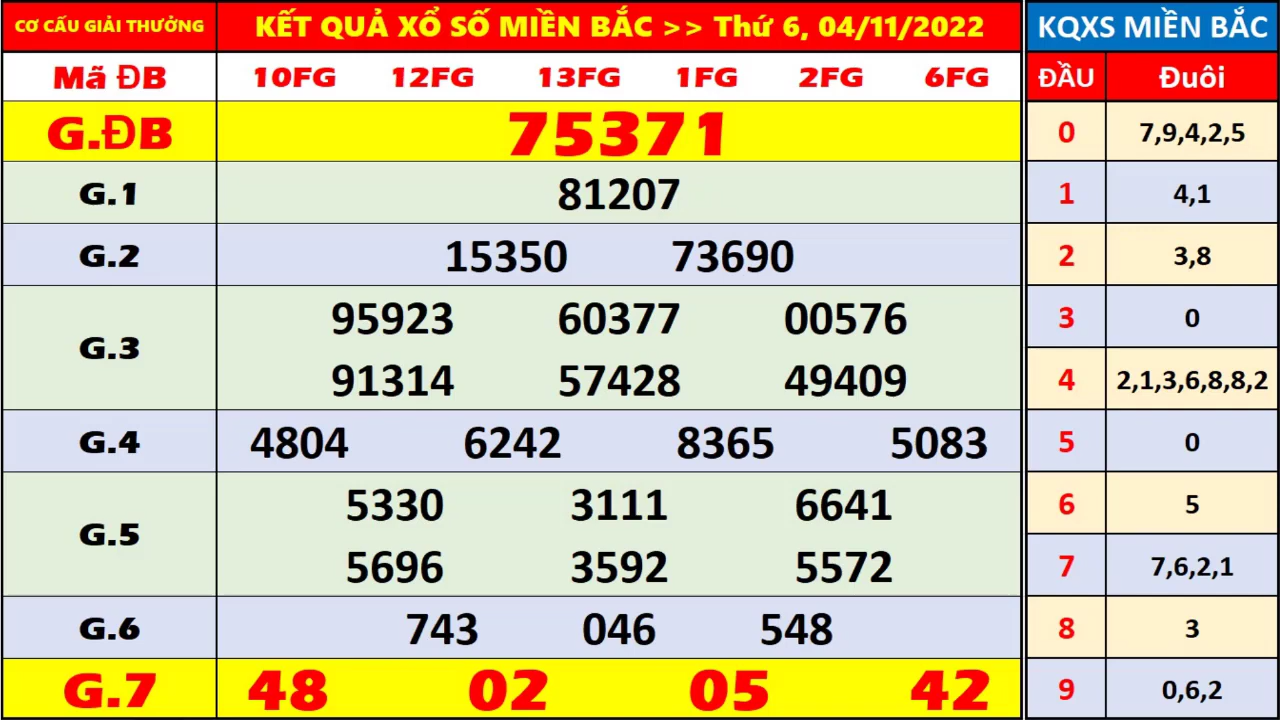 CƠ CẤU GIẢI THƯỞNG KẾT QUẢ XỔ SỐ MIỀN BẮC >> Thứ 6, 04/11/2022
Mã ĐB 10FG 12FG 13FG 1FG 2FG 6FG
G.ĐB 75371
G.1 81207
G.2 15350 73690
G.3
95923 60377 00576
91314 57428 49409
G.4 4804 6242 8365 5083
G.5
5330 3111 6641
5696 3592 5572
G.6 743 046 548
G.7 48 02 05 42
KQXS MIỀN BẮC
ĐẦU Đuôi
0 7,9,4,2,5
1 4,1
2 3,8
3 0
4 2,1,3,6,8,8,2
5 0
6 5
7 7,6,2,1
8 3
9 0,6,2